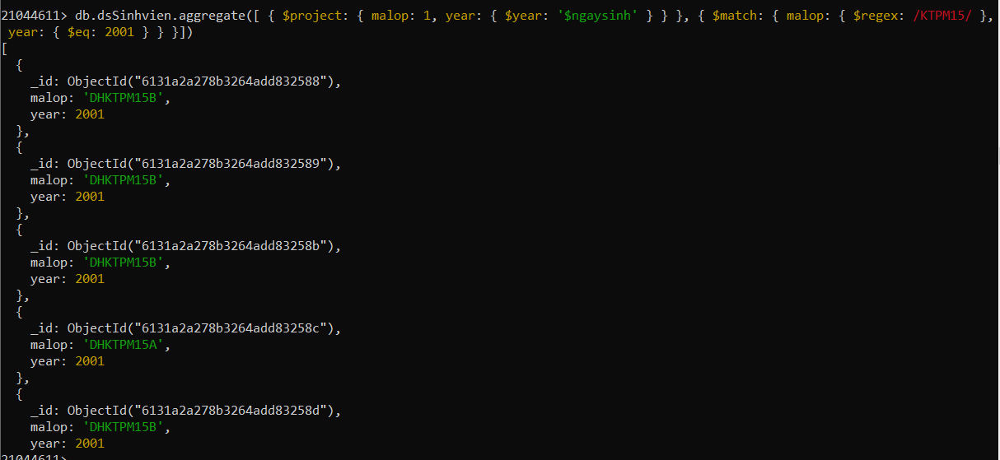 21044611> db.dsSinhvien.aggregate([ { $project: { malop: 1, year: { $year: '$ngaysinh' } } }, { $match: { malop: { $regex: /KTPM15/ },
year: { $eq: 2001 } } }])
[
{
_id: ObjectId("6131a2a278b3264add832588"),
malop: 'DHKTPM15B',
year: 2001
},
{
_id: ObjectId("6131a2a278b3264add832589"),
malop: 'DHKTPM15B',
year: 2001
},
{
_id: ObjectId("6131a2a278b3264add83258b"),
malop: 'DHKTPM15B',
year: 2001
},
{
_id: ObjectId("6131a2a278b3264add83258c"),
malop: 'DHKTPM15A',
year: 2001
},
{
_id: ObjectId("6131a2a278b3264add83258d"),
malop: 'DHKTPM15B',
year: 2001
21044611>